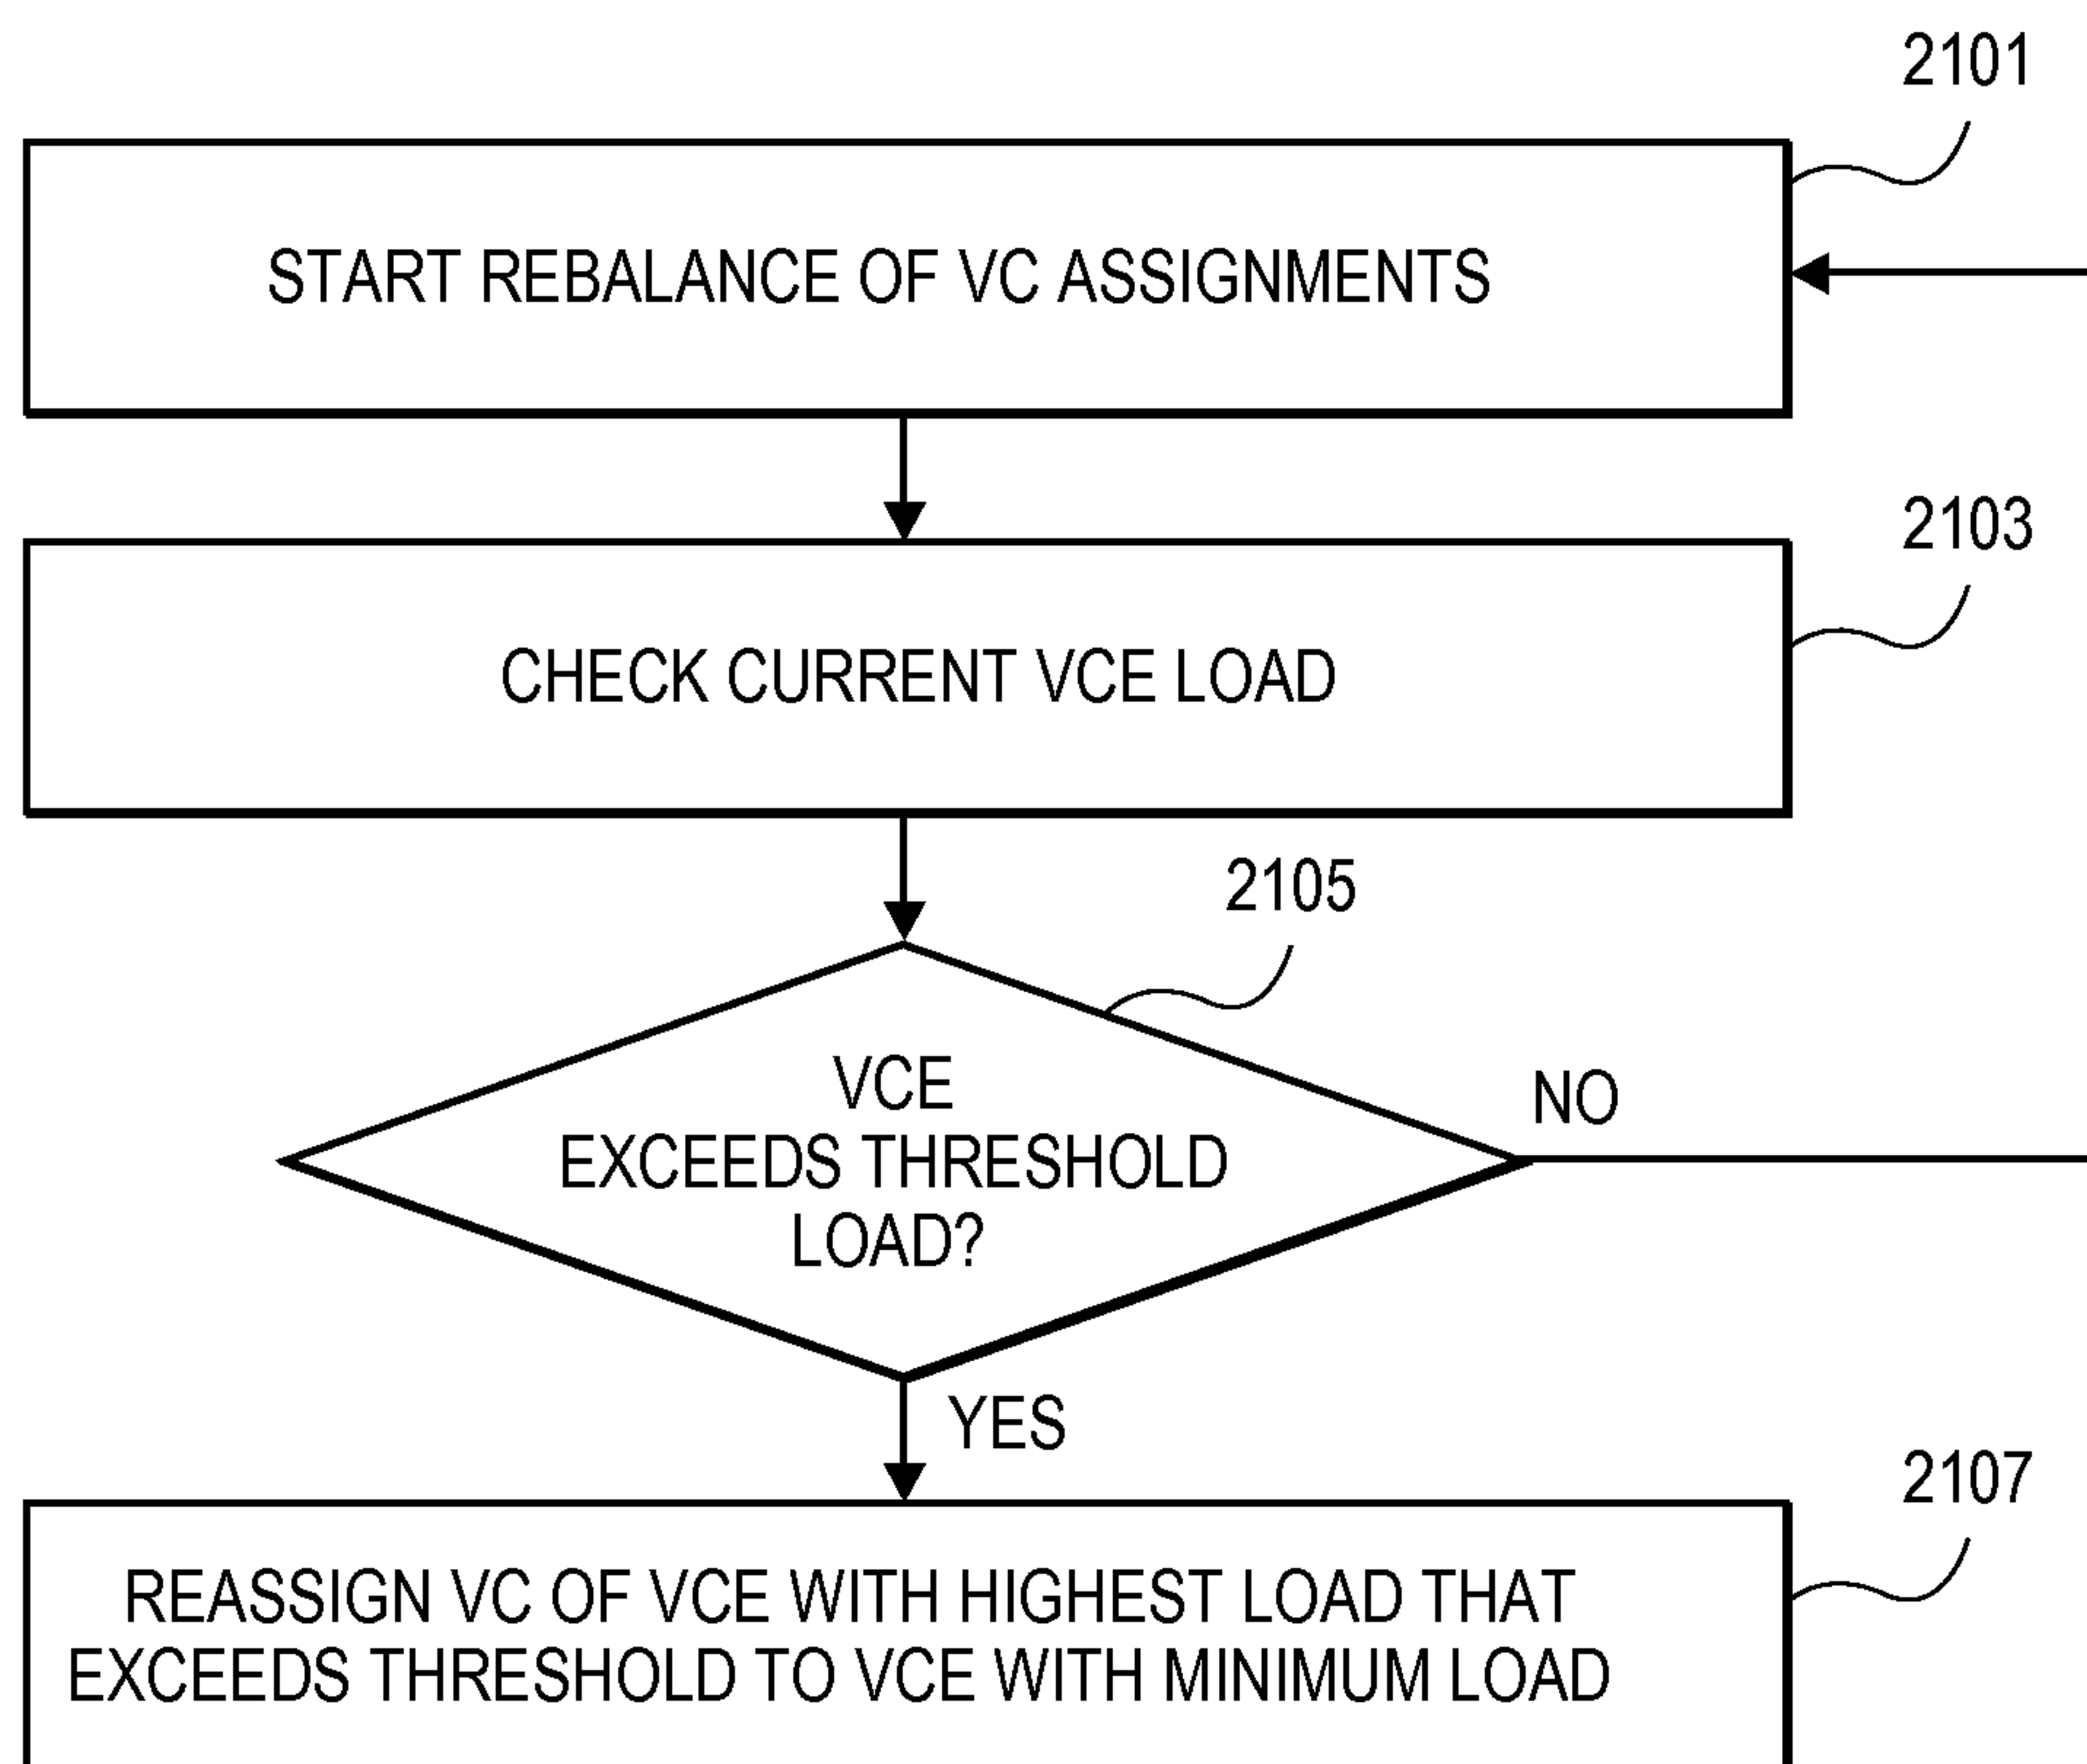 2101
START REBALANCE OF VC ASSIGNMENTS
2103
CHECK CURRENT VCE LOAD
2105
VCE
EXCEEDS THRESHOLD
LOAD?
NO
YES
2107
REASSIGN VC OF VCE WITH HIGHEST LOAD THAT
EXCEEDS THRESHOLD TO VCE WITH MINIMUM LOAD